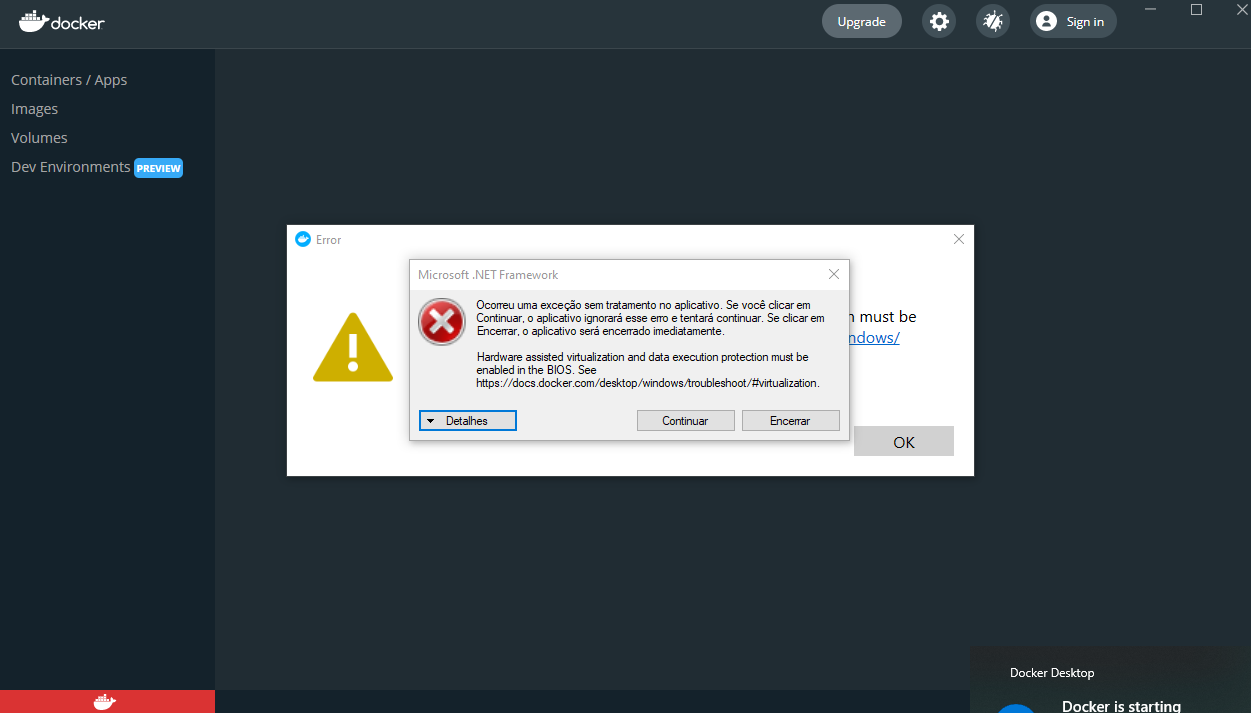 docker
Upgrade
Sign in
Containers / Apps
Images
Volumes
Dev Environments PREVIEW
Error
Microsoft .NET Framework
Ocorreu uma exceção sem tratamento no aplicativo. Se você clicar em
Continuar, o aplicativo ignorará esse erro e tentará continuar. Se clicar em
Encerrar, o aplicativo será encerrado imediatamente.
Hardware assisted virtualization and data execution protection must be
enabled in the BIOS. See
https://docs.docker.com/desktop/windows/troubleshoot/#virtualization.
must be
ndows/
Detalhes
Continuar
Encerrar
OK
Docker Desktop
Docker is starting